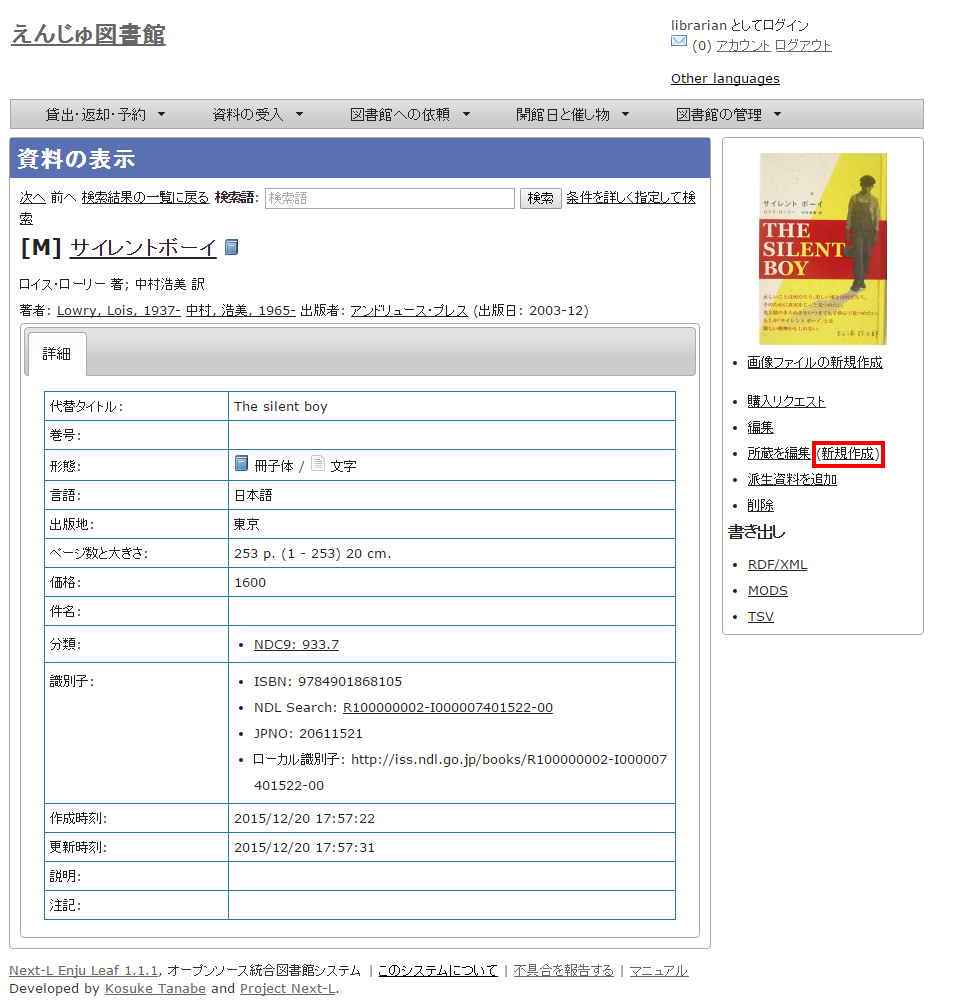 えんじゅ図書館
librarian としてログイン
(0) アカウント ログアウト
Other languages
貸出・返却・予約 ▼ 資料の受入 ▼ 図書館への依頼 ▼ 開館日と催し物 ▼ 図書館の管理 ▼
資料の表示
次へ 前へ 検索結果の一覧に戻る 検索語: 検索語 検索 条件を詳しく指定して検
索
[M] サイレントボーイ
ロイス・ローリー 著; 中村浩美 訳
著者: Lowry, Lois, 1937- 中村, 浩美, 1965- 出版者: アンドリュース・プレス (出版日: 2003-12)
詳細
代替タイトル: The silent boy
巻号:
形態: 冊子体 / 文字
言語: 日本語
出版地: 東京
ページ数と大きさ: 253 p. (1 - 253) 20 cm.
価格: 1600
件名:
分類: • NDC9: 933.7
識別子: • ISBN: 9784901868105
• NDL Search: R100000002-I000007401522-00
• JPNO: 20611521
• ローカル識別子: http://iss.ndl.go.jp/books/R100000002-I000007
401522-00
作成時刻: 2015/12/20 17:57:22
更新時刻: 2015/12/20 17:57:31
説明:
注記:
サイレント ボーイ
ロイス・ローリー
THE
SILENT
BOY
• 画像ファイルの新規作成
• 購入リクエスト
• 編集
• 所蔵を編集 (新規作成)
• 派生資料を追加
• 削除
書き出し
• RDF/XML
• MODS
• TSV
Next-L Enju Leaf 1.1.1, オープンソース統合図書館システム | このシステムについて | 不具合を報告する | マニュアル
Developed by Kosuke Tanabe and Project Next-L.